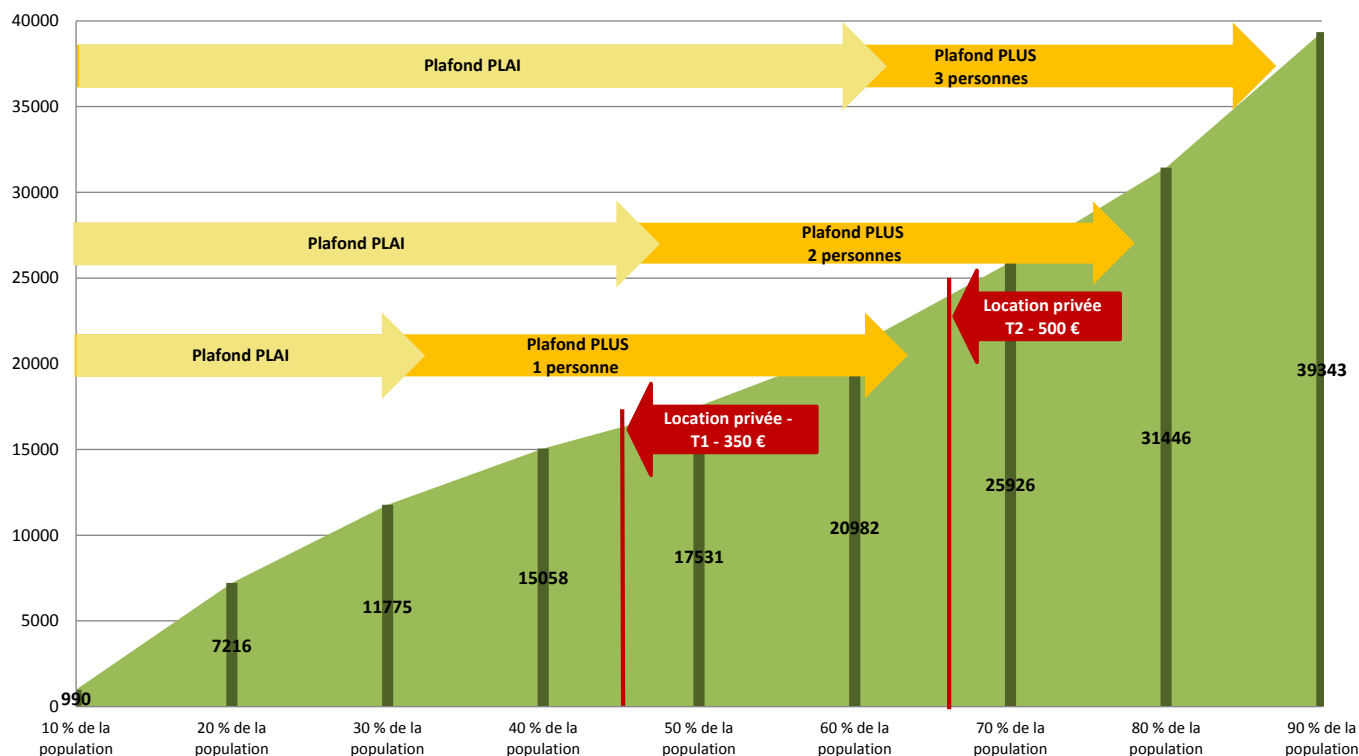 40000
35000
30000
25000
20000
15000
10000
5000
0
Plafond PLAI
Plafond PLUS
3 personnes
Plafond PLAI
Plafond PLUS
2 personnes
Plafond PLAI
Plafond PLUS
1 personne
Location privée
T2 - 500 €
Location privée -
T1 - 350 €
990
7216
11775
15058
17531
20982
25926
31446
39343
10 % de la
population
20 % de la
population
30 % de la
population
40 % de la
population
50 % de la
population
60 % de la
population
70 % de la
population
80 % de la
population
90 % de la
population